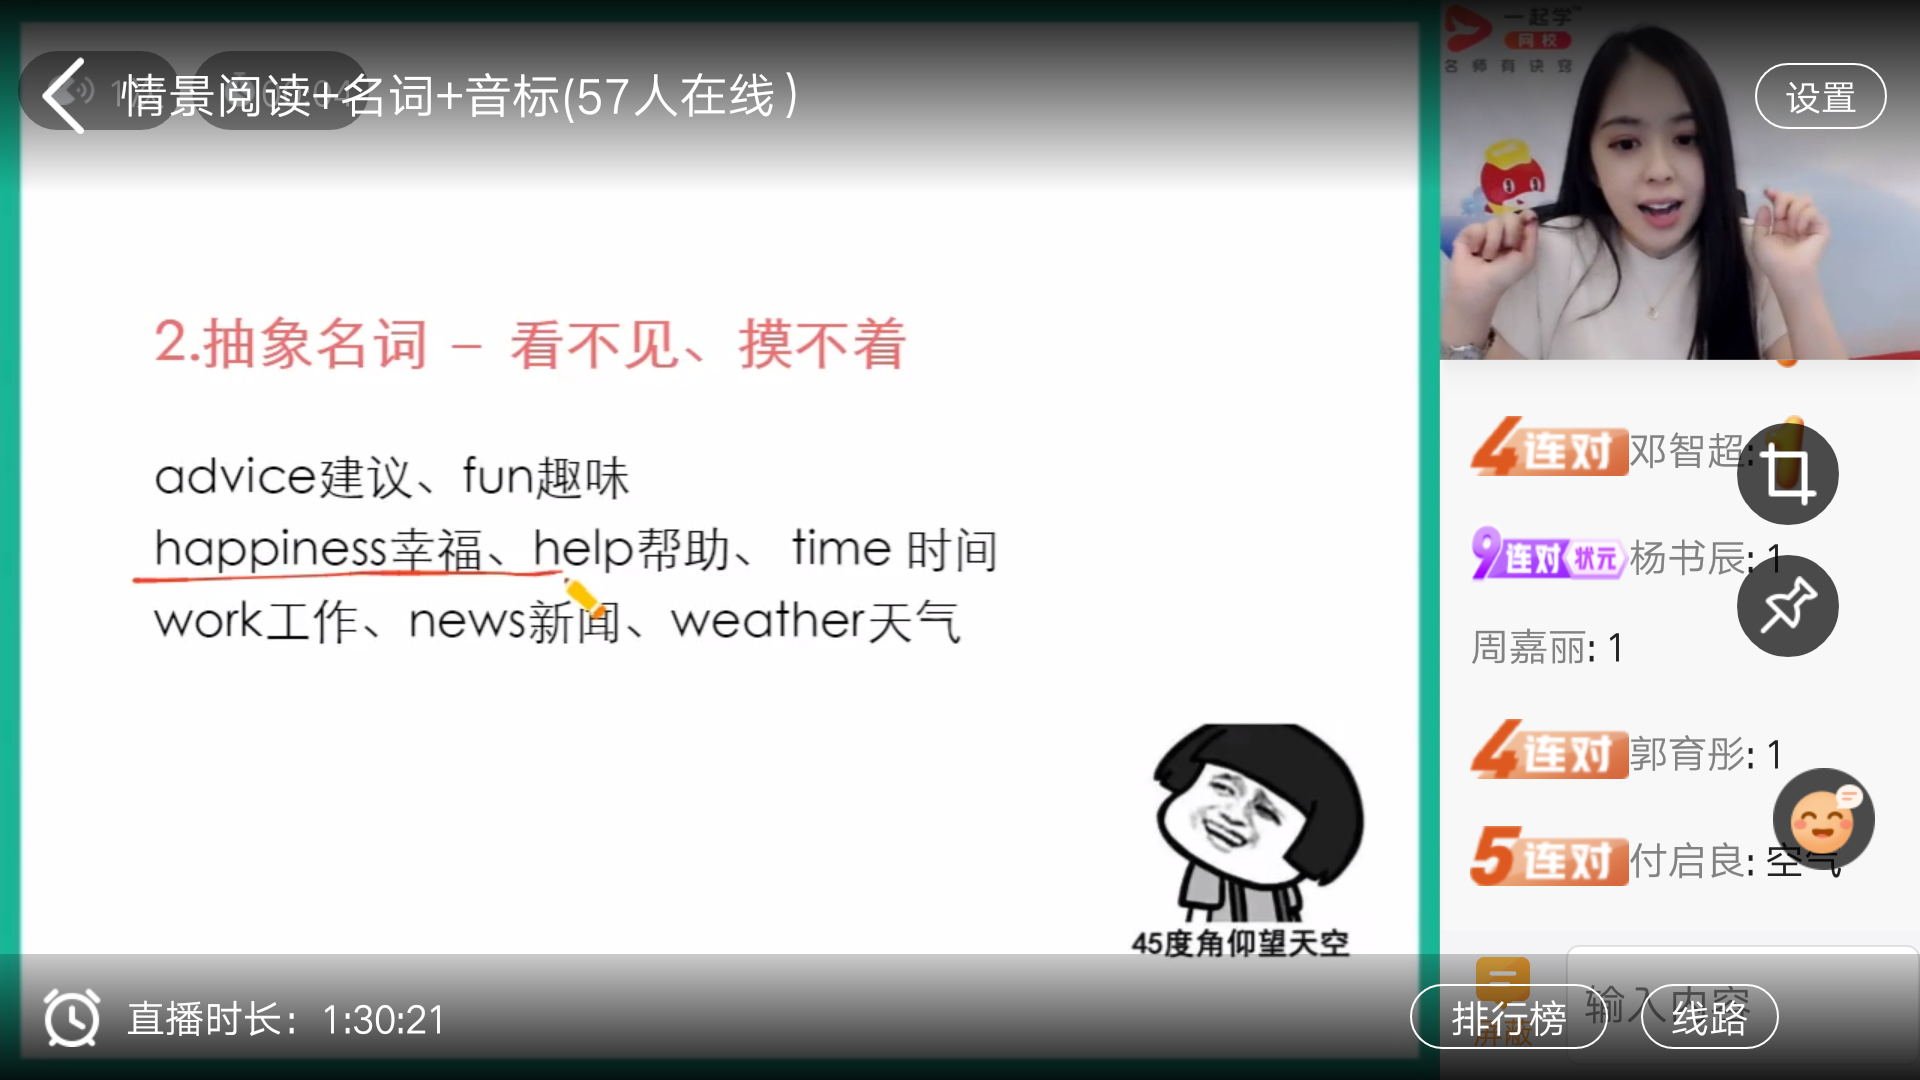 情景阅读+名词+音标(57人在线)
一起学
网校
名师有诀窍
设置
2.抽象名词 – 看不见、摸不着
advice建议、fun趣味
happiness幸福、help帮助、 time 时间
work工作、news新闻、weather天气
45度角仰望天空
4连对 邓智超:
9连对 状元 杨书辰: 1
周嘉丽: 1
4连对 郭育彤: 1
5连对 付启良: 空气
输入内容
屏蔽
直播时长: 1:30:21
排行榜
线路